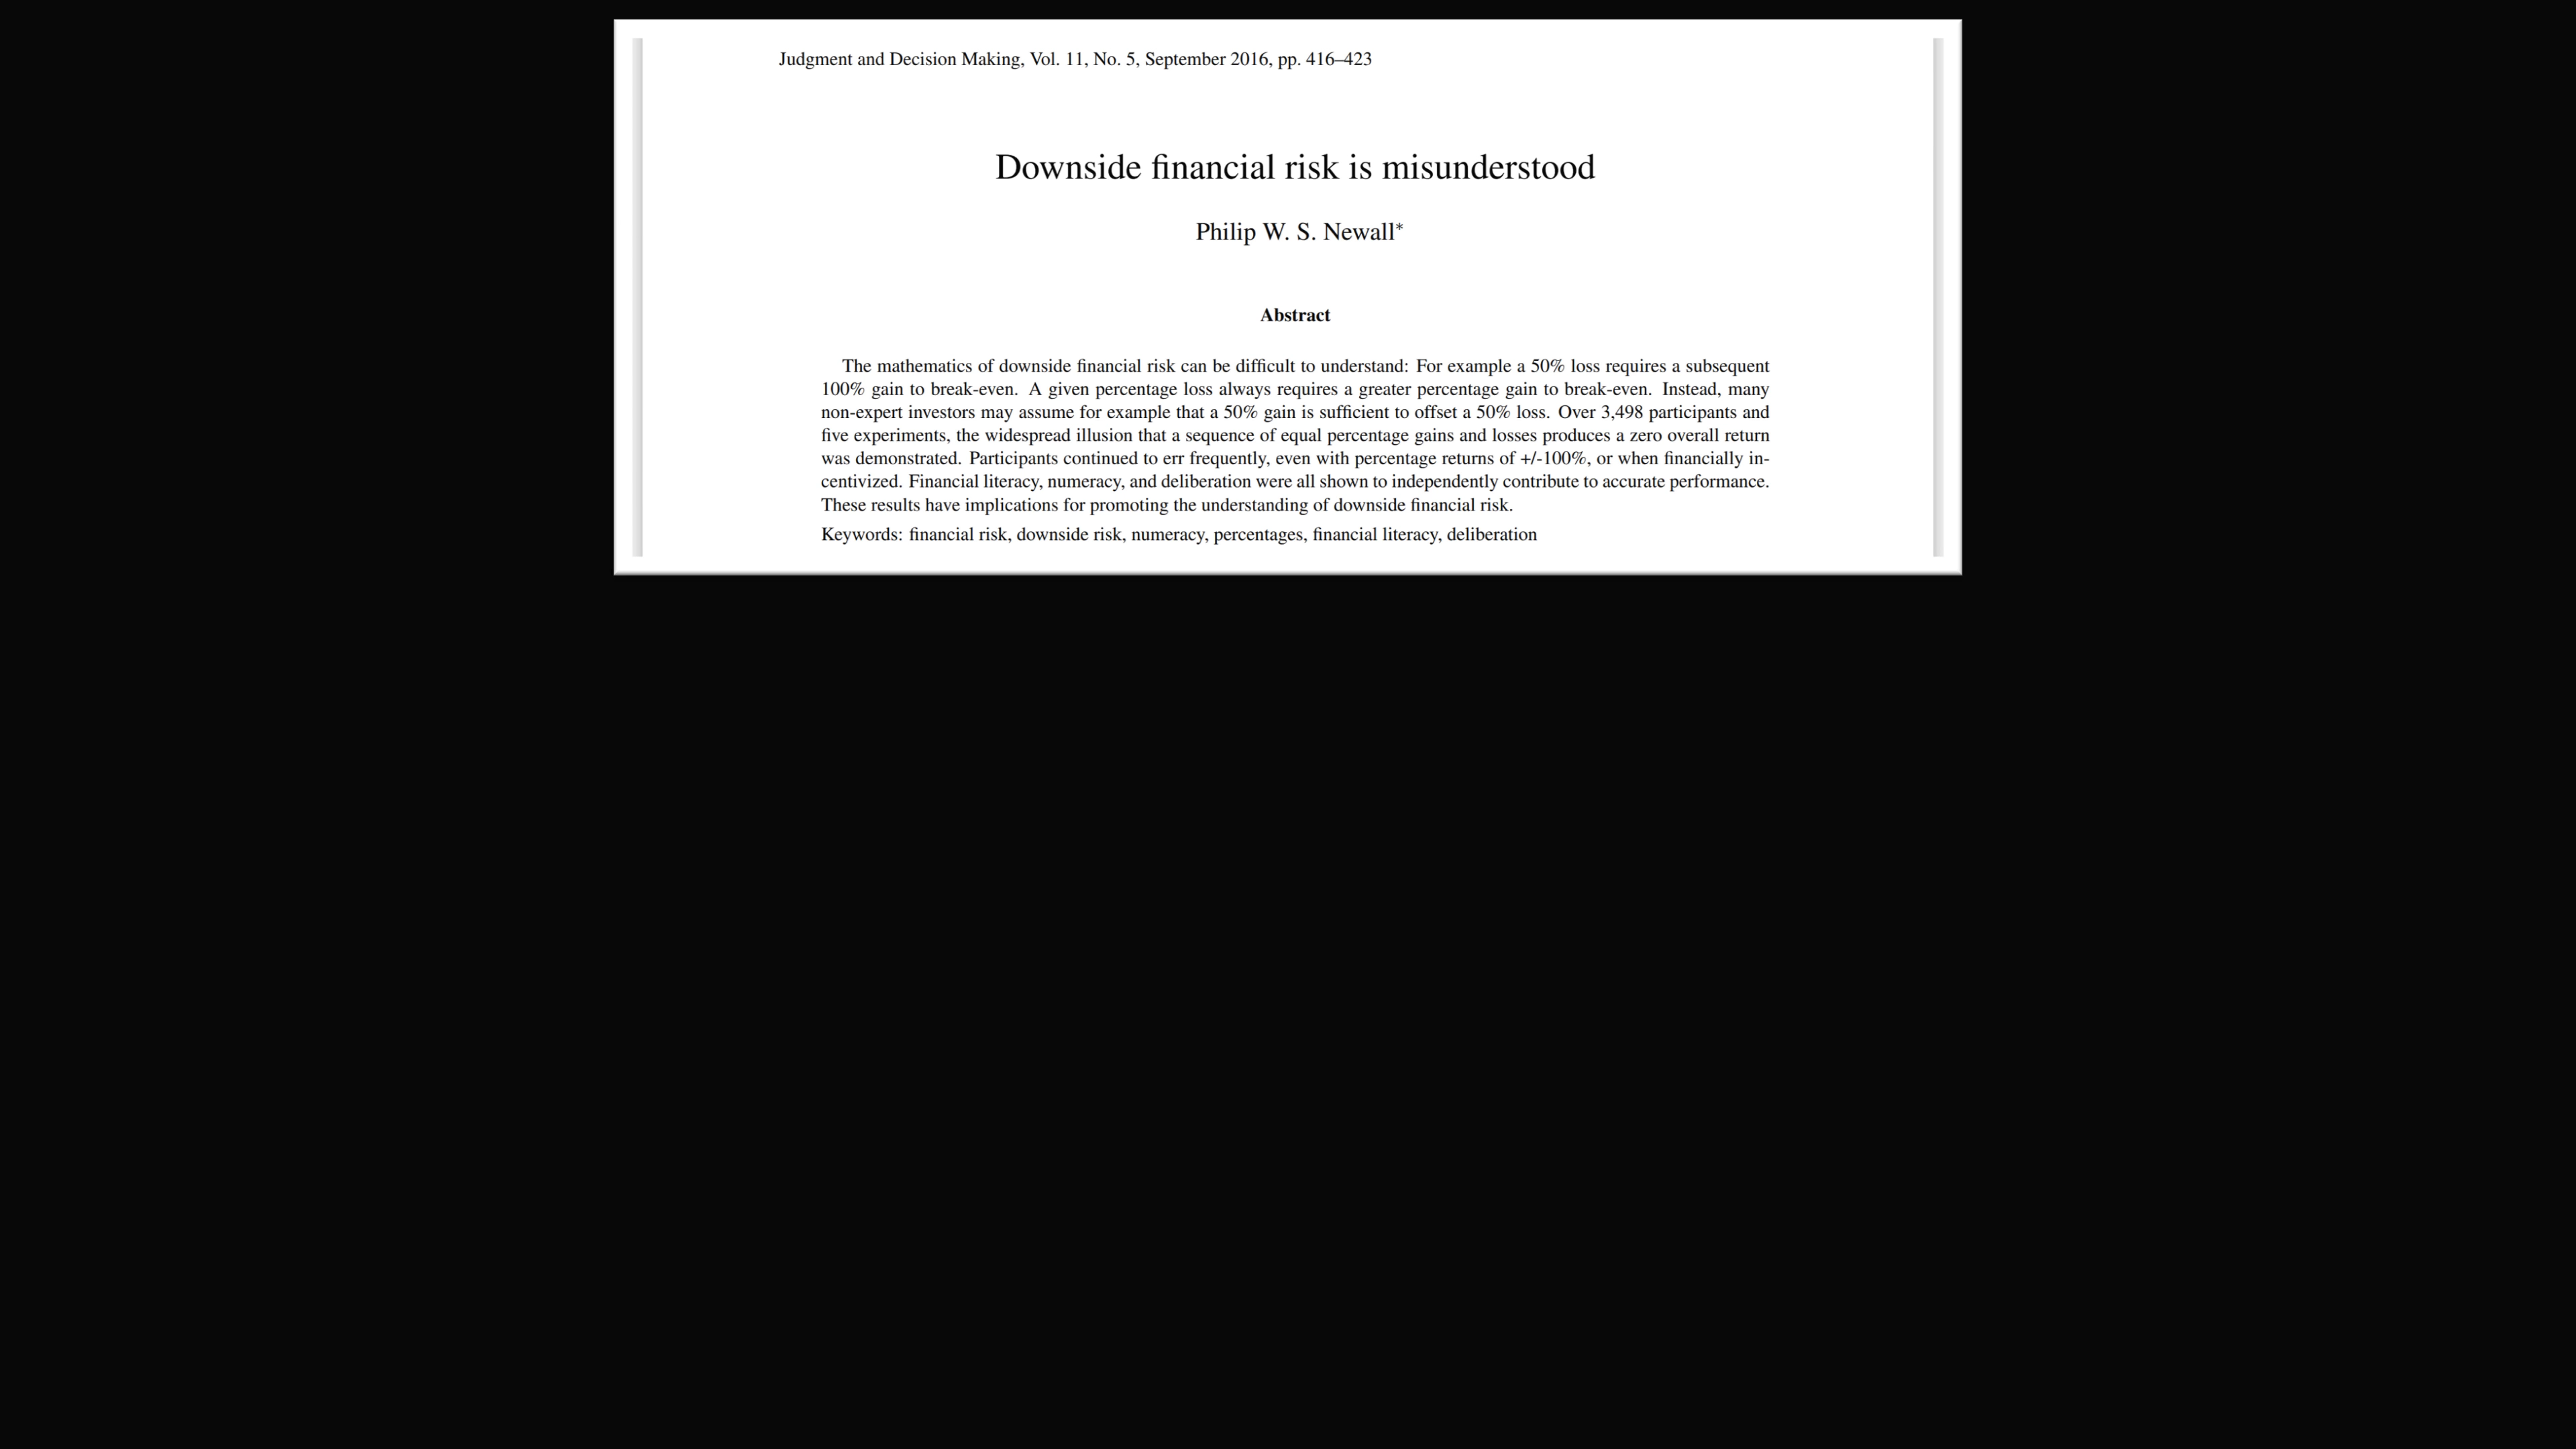 Judgment and Decision Making, Vol. 11, No. 5, September 2016, pp. 416–423
Downside financial risk is misunderstood
Philip W. S. Newall*
Abstract
The mathematics of downside financial risk can be difficult to understand: For example a 50% loss requires a subsequent
100% gain to break-even. A given percentage loss always requires a greater percentage gain to break-even. Instead, many
non-expert investors may assume for example that a 50% gain is sufficient to offset a 50% loss. Over 3,498 participants and
five experiments, the widespread illusion that a sequence of equal percentage gains and losses produces a zero overall return
was demonstrated. Participants continued to err frequently, even with percentage returns of +/-100%, or when financially in-
centivized. Financial literacy, numeracy, and deliberation were all shown to independently contribute to accurate performance.
These results have implications for promoting the understanding of downside financial risk.
Keywords: financial risk, downside risk, numeracy, percentages, financial literacy, deliberation